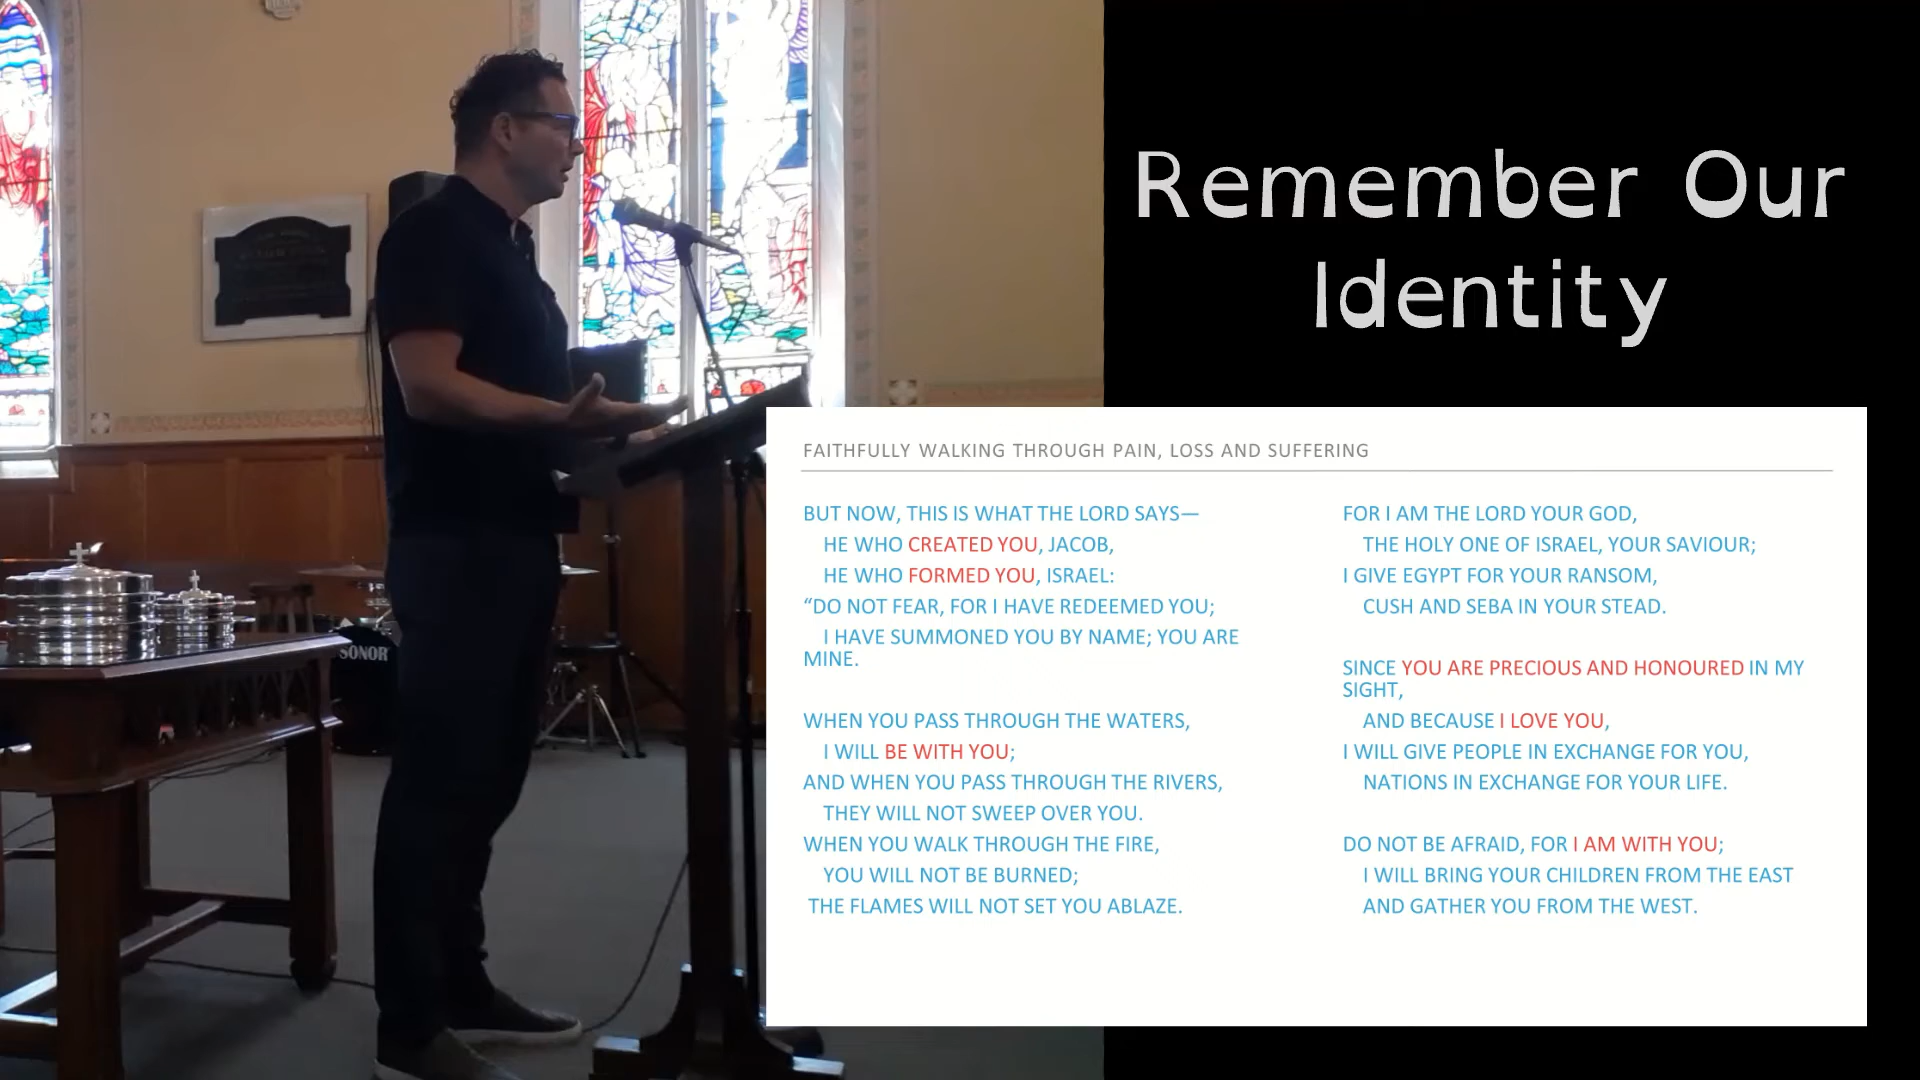 Remember Our
Identity
FAITHFULLY WALKING THROUGH PAIN, LOSS AND SUFFERING
BUT NOW, THIS IS WHAT THE LORD SAYS—
HE WHO CREATED YOU, JACOB,
HE WHO FORMED YOU, ISRAEL:
“DO NOT FEAR, FOR I HAVE REDEEMED YOU;
I HAVE SUMMONED YOU BY NAME; YOU ARE
MINE.
WHEN YOU PASS THROUGH THE WATERS,
I WILL BE WITH YOU;
AND WHEN YOU PASS THROUGH THE RIVERS,
THEY WILL NOT SWEEP OVER YOU.
WHEN YOU WALK THROUGH THE FIRE,
YOU WILL NOT BE BURNED;
THE FLAMES WILL NOT SET YOU ABLAZE.
FOR I AM THE LORD YOUR GOD,
THE HOLY ONE OF ISRAEL, YOUR SAVIOUR;
I GIVE EGYPT FOR YOUR RANSOM,
CUSH AND SEBA IN YOUR STEAD.
SINCE YOU ARE PRECIOUS AND HONOURED IN MY
SIGHT,
AND BECAUSE I LOVE YOU,
I WILL GIVE PEOPLE IN EXCHANGE FOR YOU,
NATIONS IN EXCHANGE FOR YOUR LIFE.
DO NOT BE AFRAID, FOR I AM WITH YOU;
I WILL BRING YOUR CHILDREN FROM THE EAST
AND GATHER YOU FROM THE WEST.
SONOR